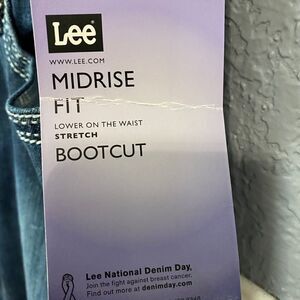 Lee
WWW.LEE.COM
MIDRISE
FIT
LOWER ON THE WAIST
STRETCH
BOOTCUT
Lee National Denim Day,
Join the fight against breast cancer.
Find out more at denimday.com